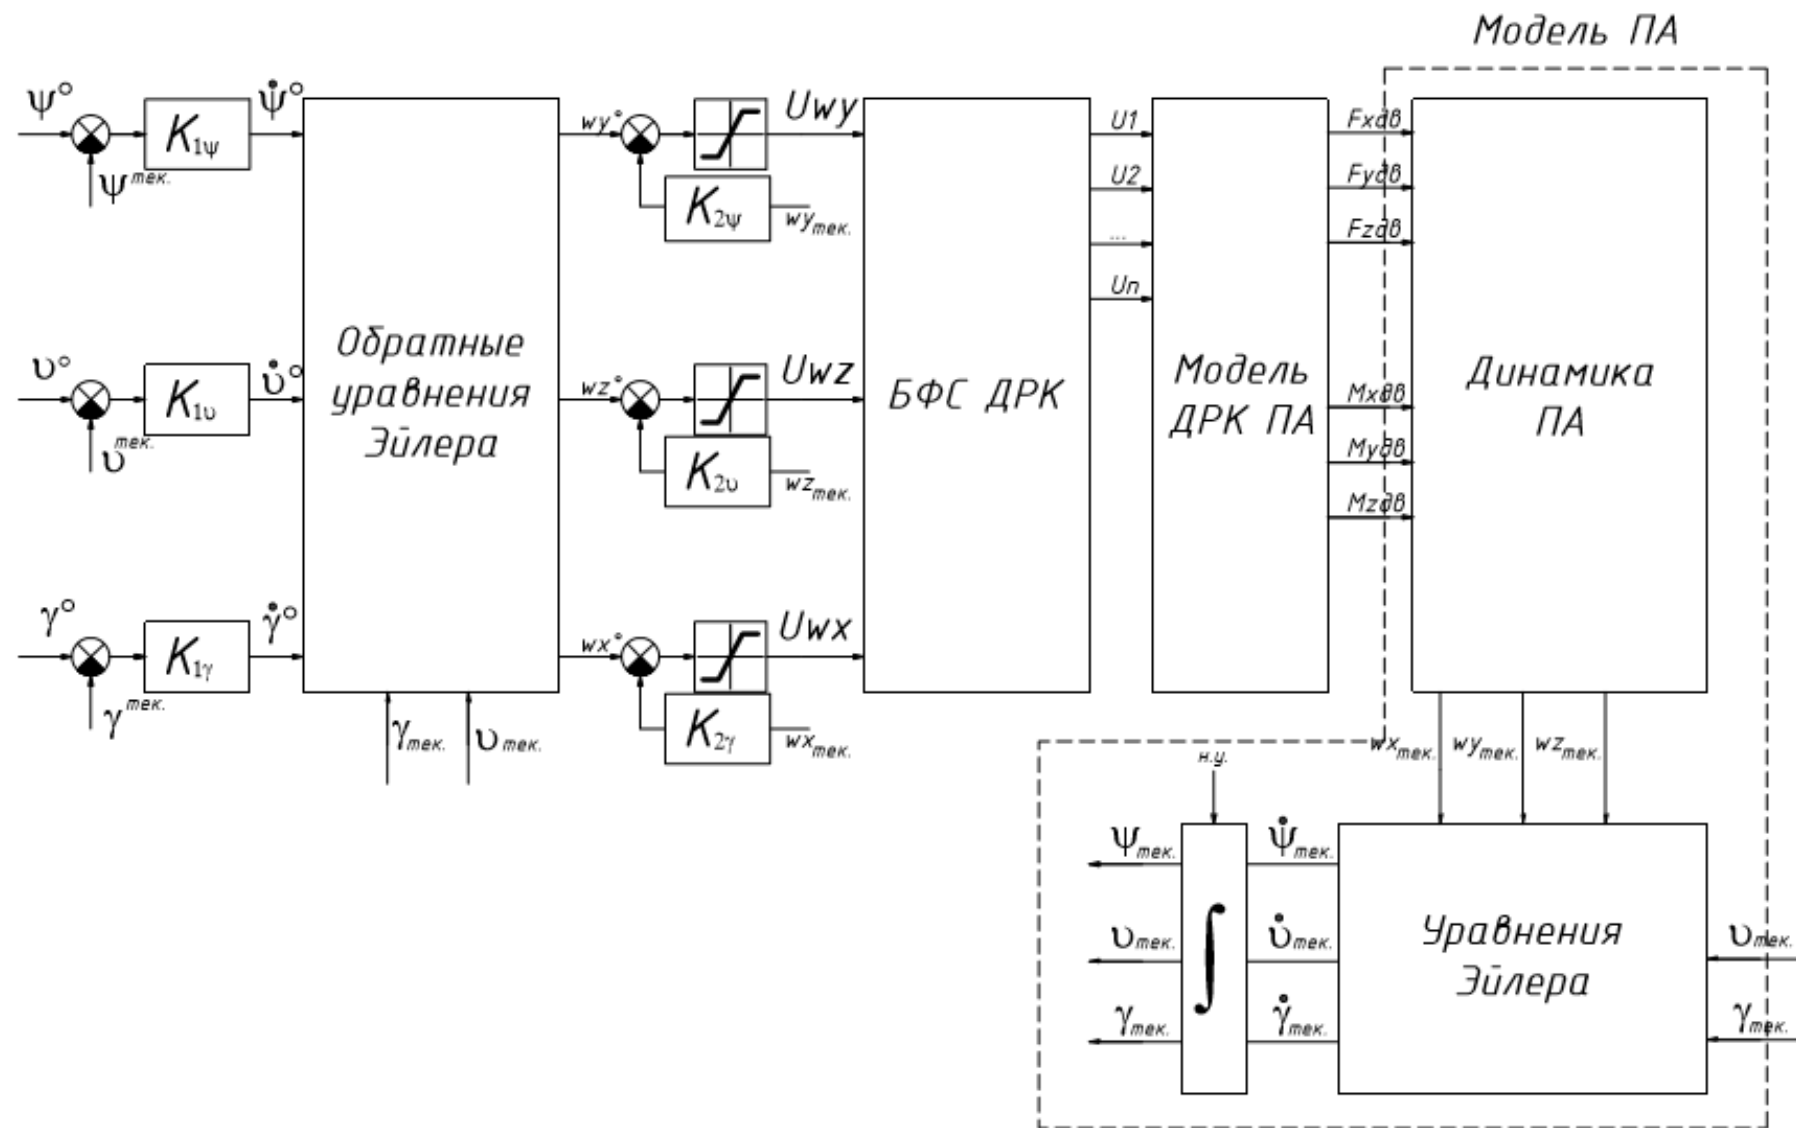 Модель ПА
ψ°
K1ψ
ψ̇°
ψтек.
υ°
K1υ
υ̇°
υтек.
γ°
K1γ
γ̇°
γтек.
Обратные
уравнения
Эйлера
γтек.
υтек.
wy°
Uwy
K2ψ
wyтек.
wz°
Uwz
K2υ
wzтек.
wx°
Uwx
K2γ
wxтек.
БФС ДРК
U1
U2
...
Un
Модель
ДРК ПА
Fxдв
Fyдв
Fzдв
Mxдв
Myдв
Mzдв
Динамика
ПА
wxтек.
wyтек.
wzтек.
н.у.
ψтек.
ψ̇тек.
υтек.
υ̇тек.
γтек.
γ̇тек.
∫
Уравнения
Эйлера
υтек.
γтек.